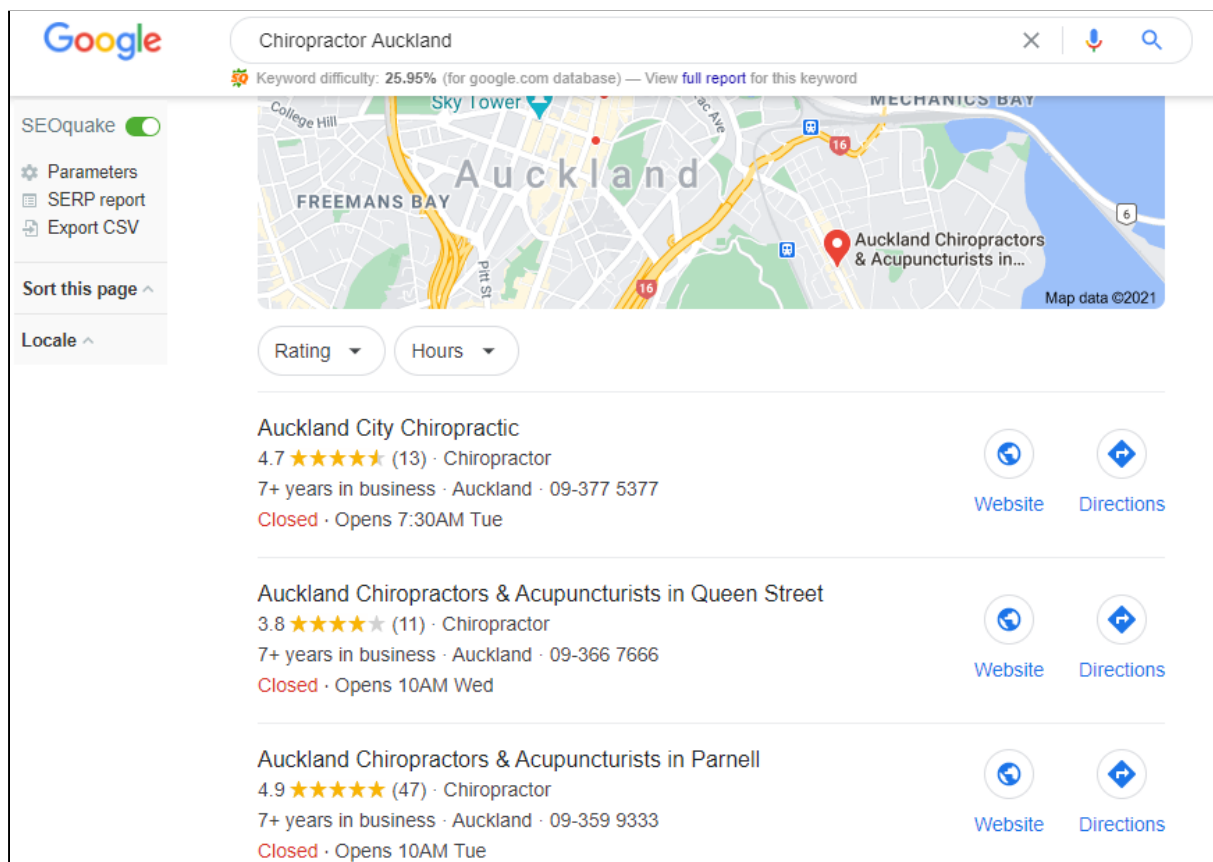 Google
Chiropractor Auckland
SQ Keyword difficulty: 25.95% (for google.com database) — View full report for this keyword
SEOquake
Parameters
SERP report
Export CSV
Sort this page
Locale
College Hill
Sky Tower
MECHANICS BAY
16
Auckland
FREEMANS BAY
6
Auckland Chiropractors
& Acupuncturists in...
Pitt St
16
Map data ©2021
Rating
Hours
Auckland City Chiropractic
4.7 (13) · Chiropractor
7+ years in business · Auckland · 09-377 5377
Closed · Opens 7:30AM Tue
Website
Directions
Auckland Chiropractors & Acupuncturists in Queen Street
3.8 (11) · Chiropractor
7+ years in business · Auckland · 09-366 7666
Closed · Opens 10AM Wed
Website
Directions
Auckland Chiropractors & Acupuncturists in Parnell
4.9 (47) · Chiropractor
7+ years in business · Auckland · 09-359 9333
Closed · Opens 10AM Tue
Website
Directions